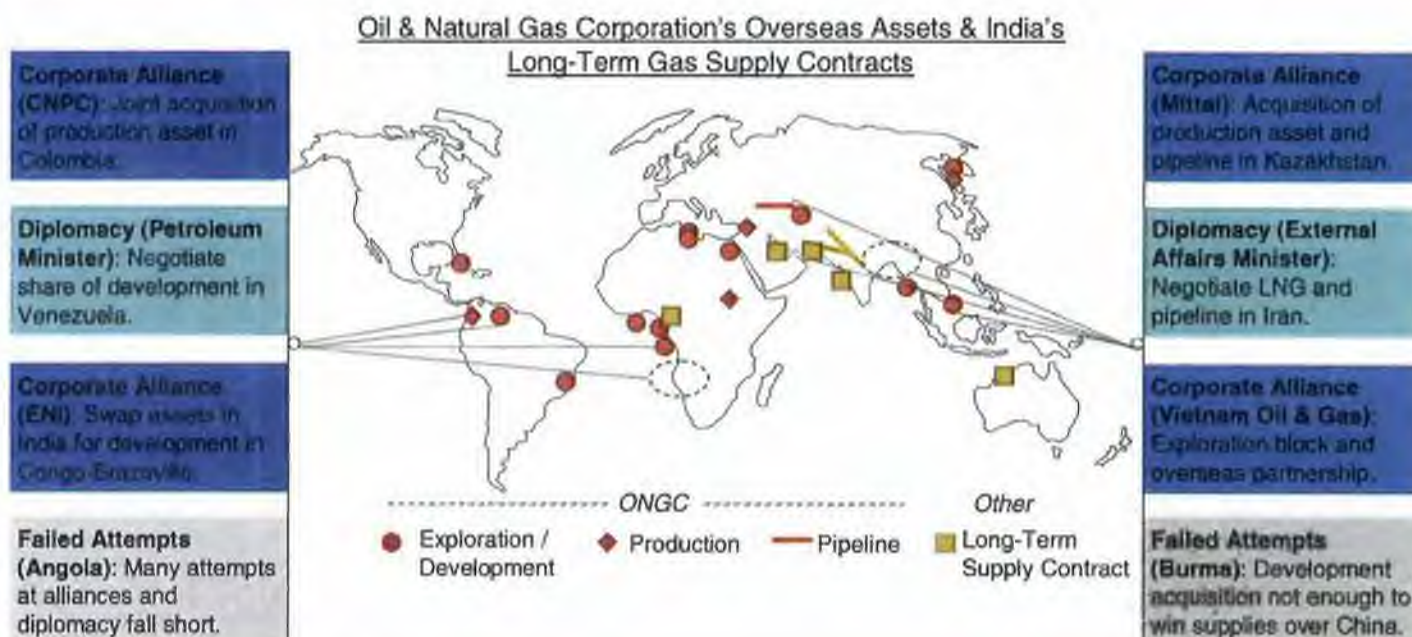 Oil & Natural Gas Corporation's Overseas Assets & India's
Long-Term Gas Supply Contracts
Corporate Alliance
(CNPC): Joint acquisition
of production asset in
Colombia.
Diplomacy (Petroleum
Minister): Negotiate
share of development in
Venezuela.
Corporate Alliance
(ENI): Swap assets in
India for development in
Congo-Brazaville.
Failed Attempts
(Angola): Many attempts
at alliances and
diplomacy fall short.
Corporate Alliance
(Mittal): Acquisition of
production asset and
pipeline in Kazakhstan.
Diplomacy (External
Affairs Minister):
Negotiate LNG and
pipeline in Iran.
Corporate Alliance
(Vietnam Oil & Gas):
Exploration block and
overseas partnership.
Failed Attempts
(Burma): Development
acquisition not enough to
win supplies over China.
ONGC
Other
Exploration /
Development
Production
Pipeline
Long-Term
Supply Contract